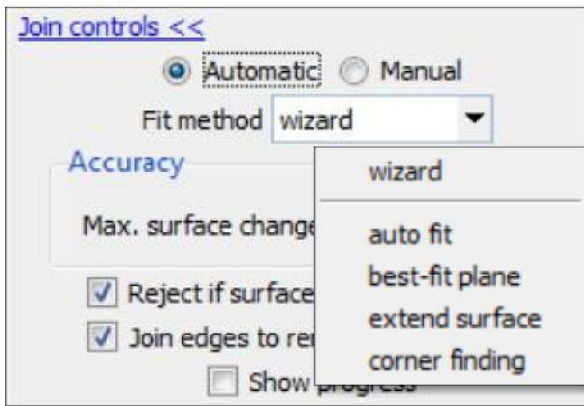 Join controls <<
Automatic Manual
Fit method wizard
Accuracy
wizard
Max. surface change
auto fit
Reject if surface
best-fit plane
extend surface
Join edges to
corner finding
Show progress